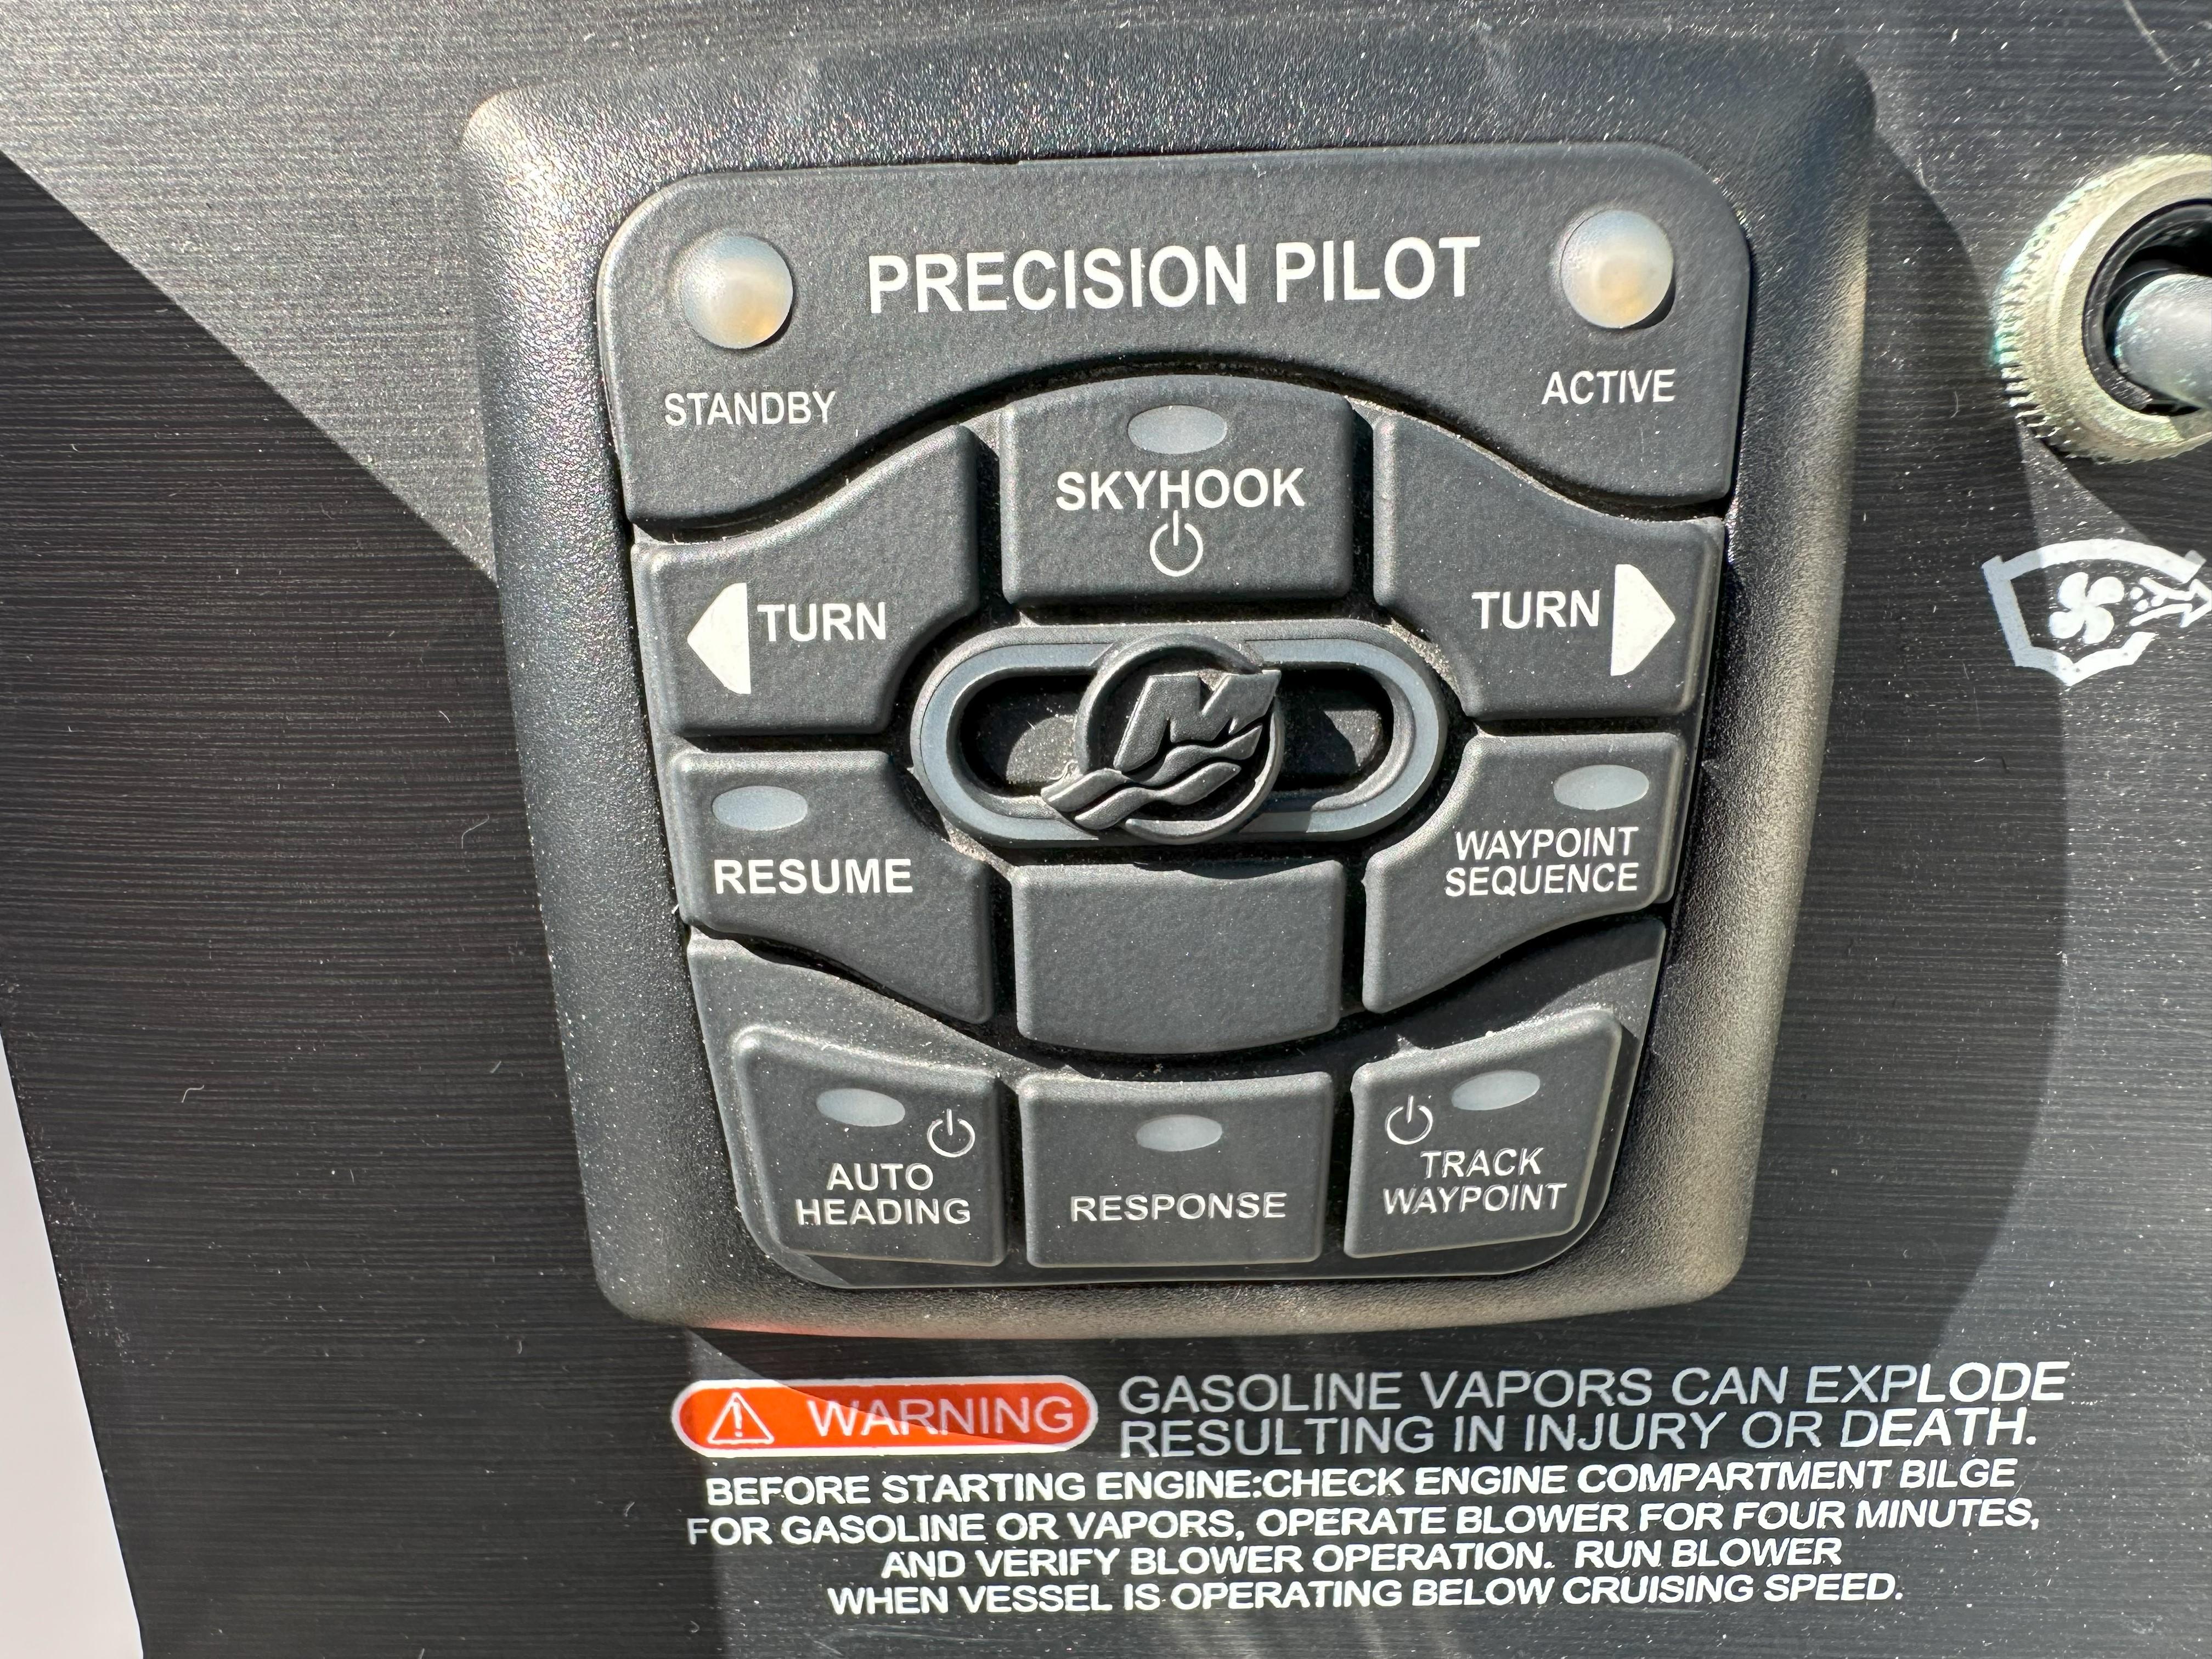 PRECISION PILOT
STANDBY
ACTIVE
SKYHOOK
TURN
TURN
M
RESUME
WAYPOINT
SEQUENCE
AUTO
HEADING
RESPONSE
TRACK
WAYPOINT
WARNING
GASOLINE VAPORS CAN EXPLODE
RESULTING IN INJURY OR DEATH.
BEFORE STARTING ENGINE:CHECK ENGINE COMPARTMENT BILGE
FOR GASOLINE OR VAPORS, OPERATE BLOWER FOR FOUR MINUTES,
AND VERIFY BLOWER OPERATION. RUN BLOWER
WHEN VESSEL IS OPERATING BELOW CRUISING SPEED.